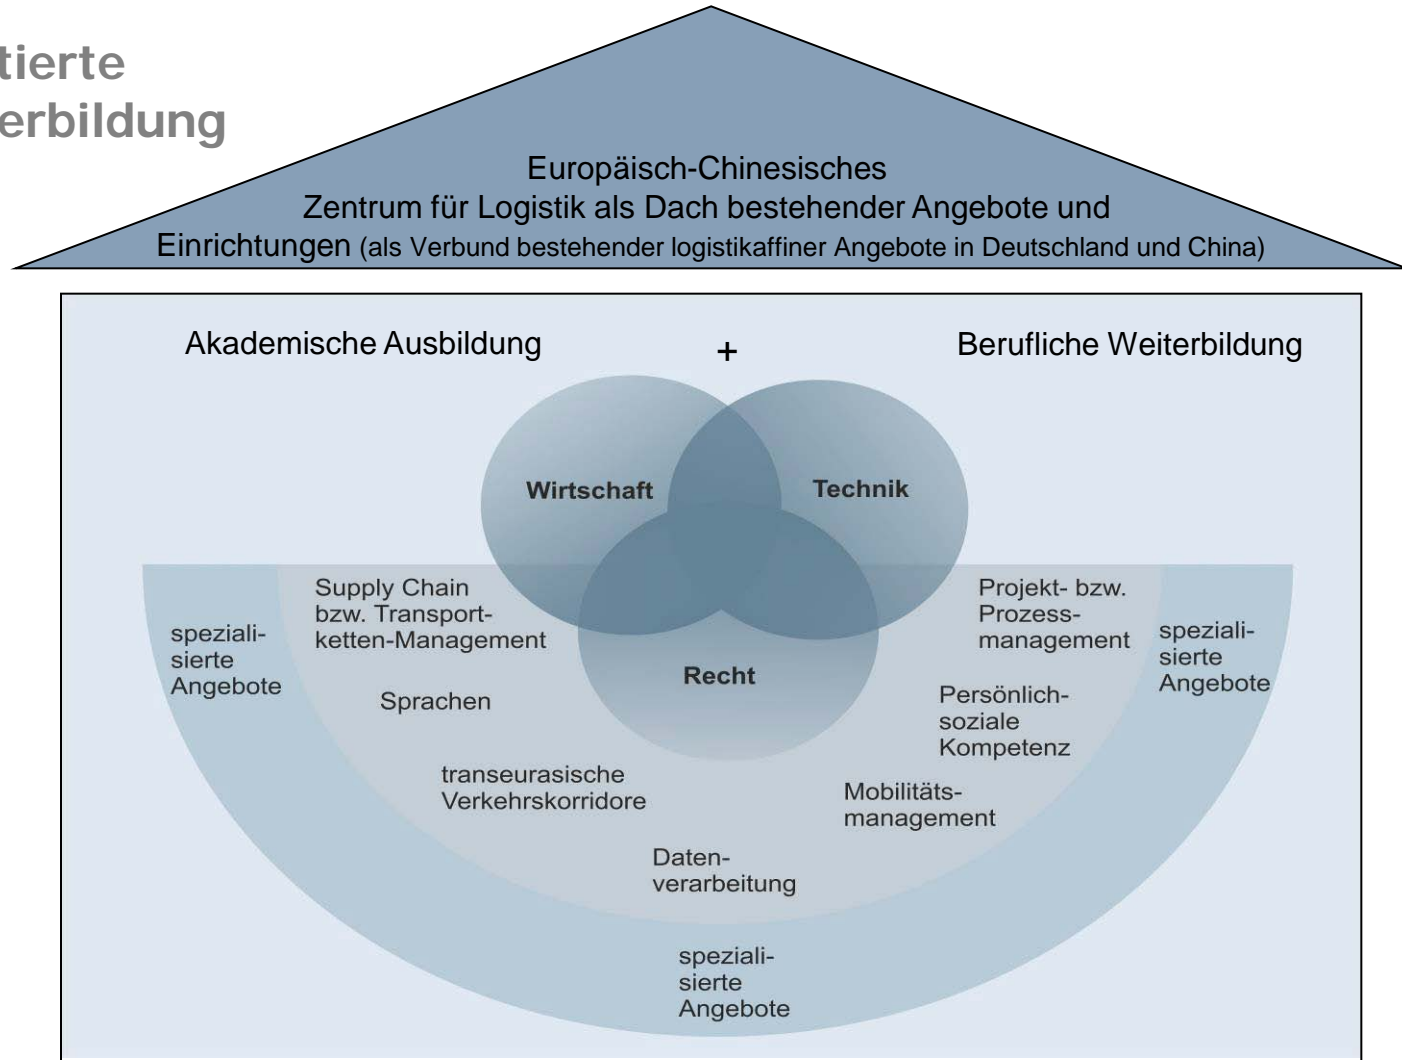 tierte
erbildung
Europäisch-Chinesisches
Zentrum für Logistik als Dach bestehender Angebote und
Einrichtungen (als Verbund bestehender logistikaffiner Angebote in Deutschland und China)
Akademische Ausbildung + Berufliche Weiterbildung
Wirtschaft
Technik
Recht
Supply Chain
bzw. Transport-
ketten-Management
Projekt- bzw.
Prozess-
management
speziali-
sierte
Angebote
speziali-
sierte
Angebote
Sprachen
Persönlich-
soziale
Kompetenz
transeurasische
Verkehrskorridore
Mobilitäts-
management
Daten-
verarbeitung
speziali-
sierte
Angebote